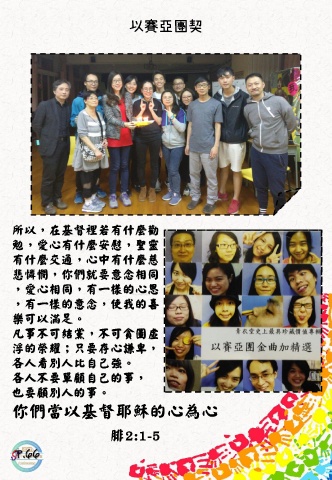 以賽亞團契
所以，在基督裡若有什麼勸
勉，愛心有什麼安慰，聖靈
有什麼交通，心中有什麼慈
悲憐憫，你們就要意念相同
，愛心相同，有一樣的心思
，有一樣的意念，使我的喜
樂可以滿足。
凡事不可結黨，不可貪圖虛
浮的榮耀；只要存心謙卑，
各人看別人比自己強。
各人不要單顧自己的事，
也要顧別人的事。
你們當以基督耶穌的心為心
腓2:1-5
以賽亞團金曲加精選
P.66